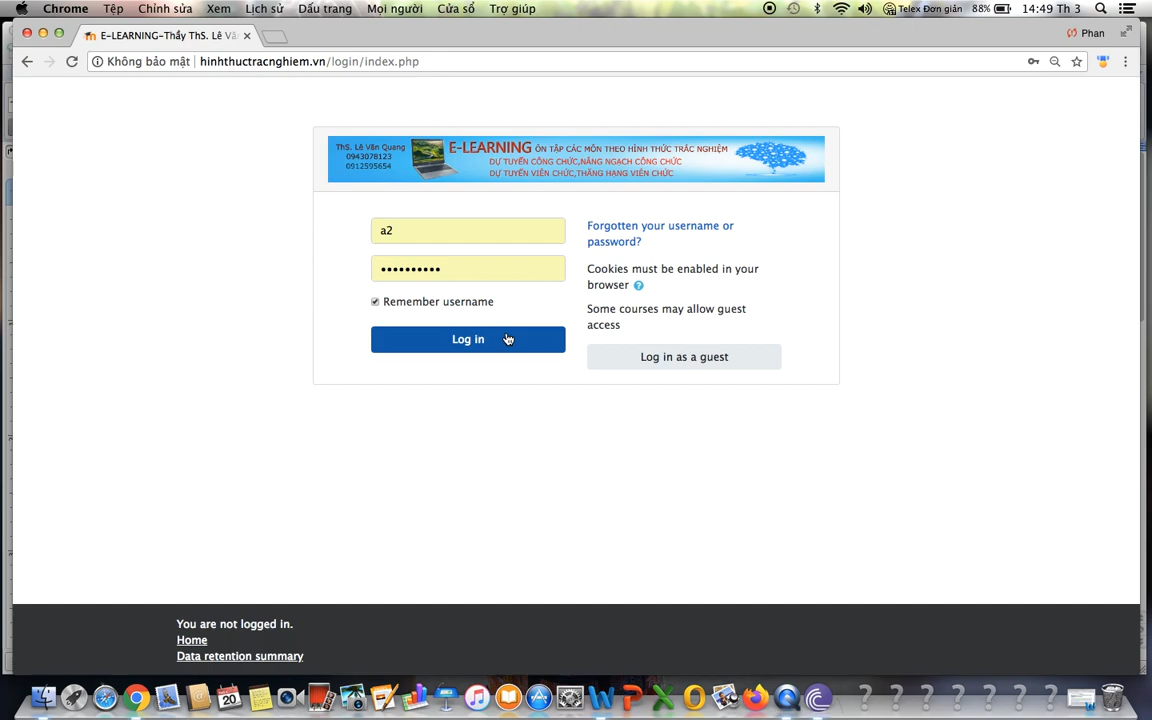 Chrome Tệp Chỉnh sửa Xem Lịch sử Dấu trang Mọi người Cửa sổ Trợ giúp Telex Đơn giản 88% 14:49 Th 3
E-LEARNING-Thầy ThS. Lê Vă Phan
Không bảo mật hinhthuctracnghiem.vn/login/index.php
ThS. Lê Văn Quang
0943078123
0912595654
E-LEARNING ÔN TẬP CÁC MÔN THEO HÌNH THỨC TRẮC NGHIỆM
DỰ TUYỂN CÔNG CHỨC,NÂNG NGẠCH CÔNG CHỨC
DỰ TUYỂN VIÊN CHỨC,THĂNG HẠNG VIÊN CHỨC
a2
••••••••••
Remember username
Log in
Forgotten your username or
password?
Cookies must be enabled in your
browser
Some courses may allow guest
access
Log in as a guest
You are not logged in.
Home
Data retention summary
20